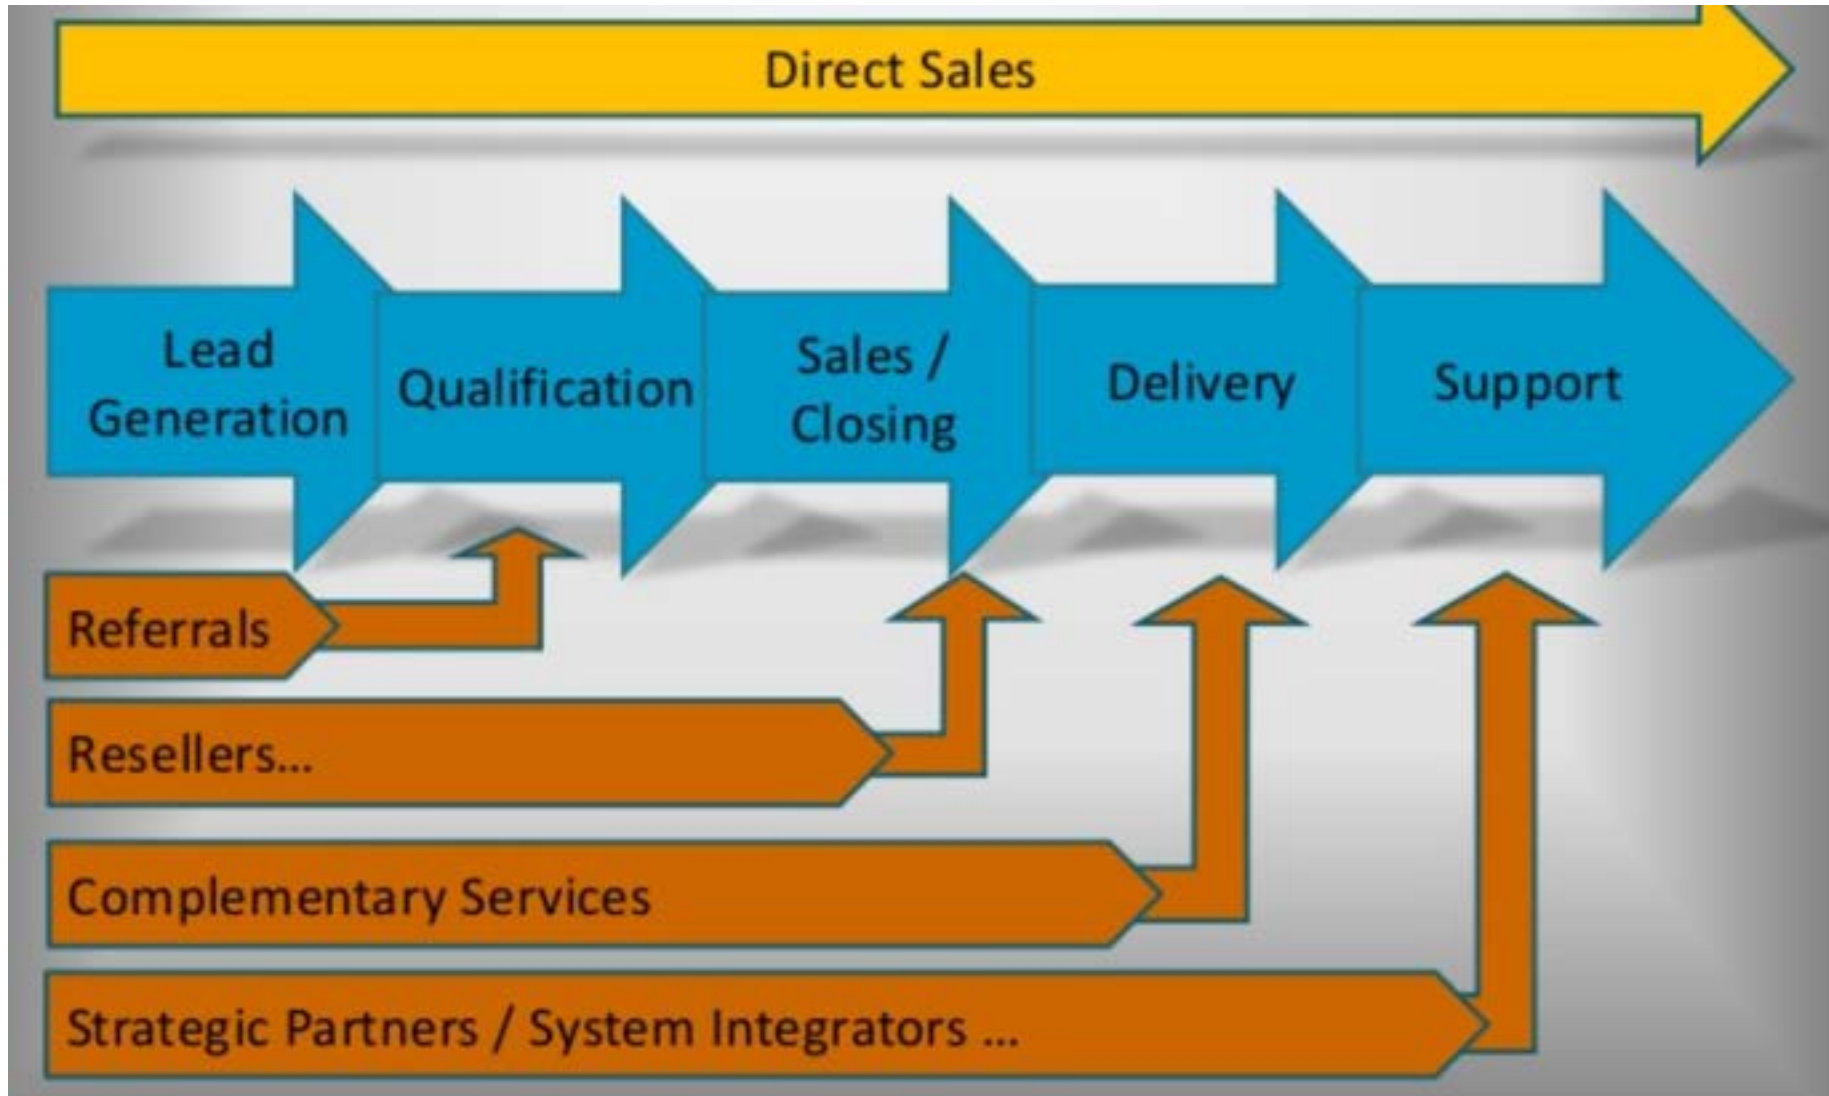 Direct Sales
Lead
Generation
Qualification
Sales /
Closing
Delivery
Support
Referrals
Resellers...
Complementary Services
Strategic Partners / System Integrators ...